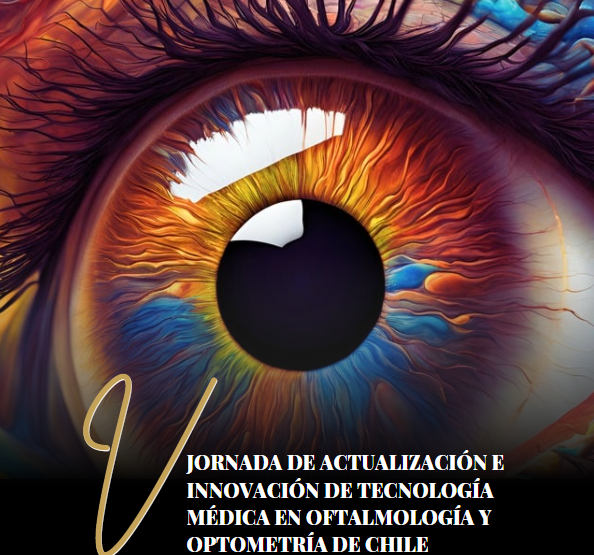 V
JORNADA DE ACTUALIZACIÓN E
INNOVACIÓN DE TECNOLOGÍA
MÉDICA EN OFTALMOLOGÍA Y
OPTOMETRÍA DE CHILE